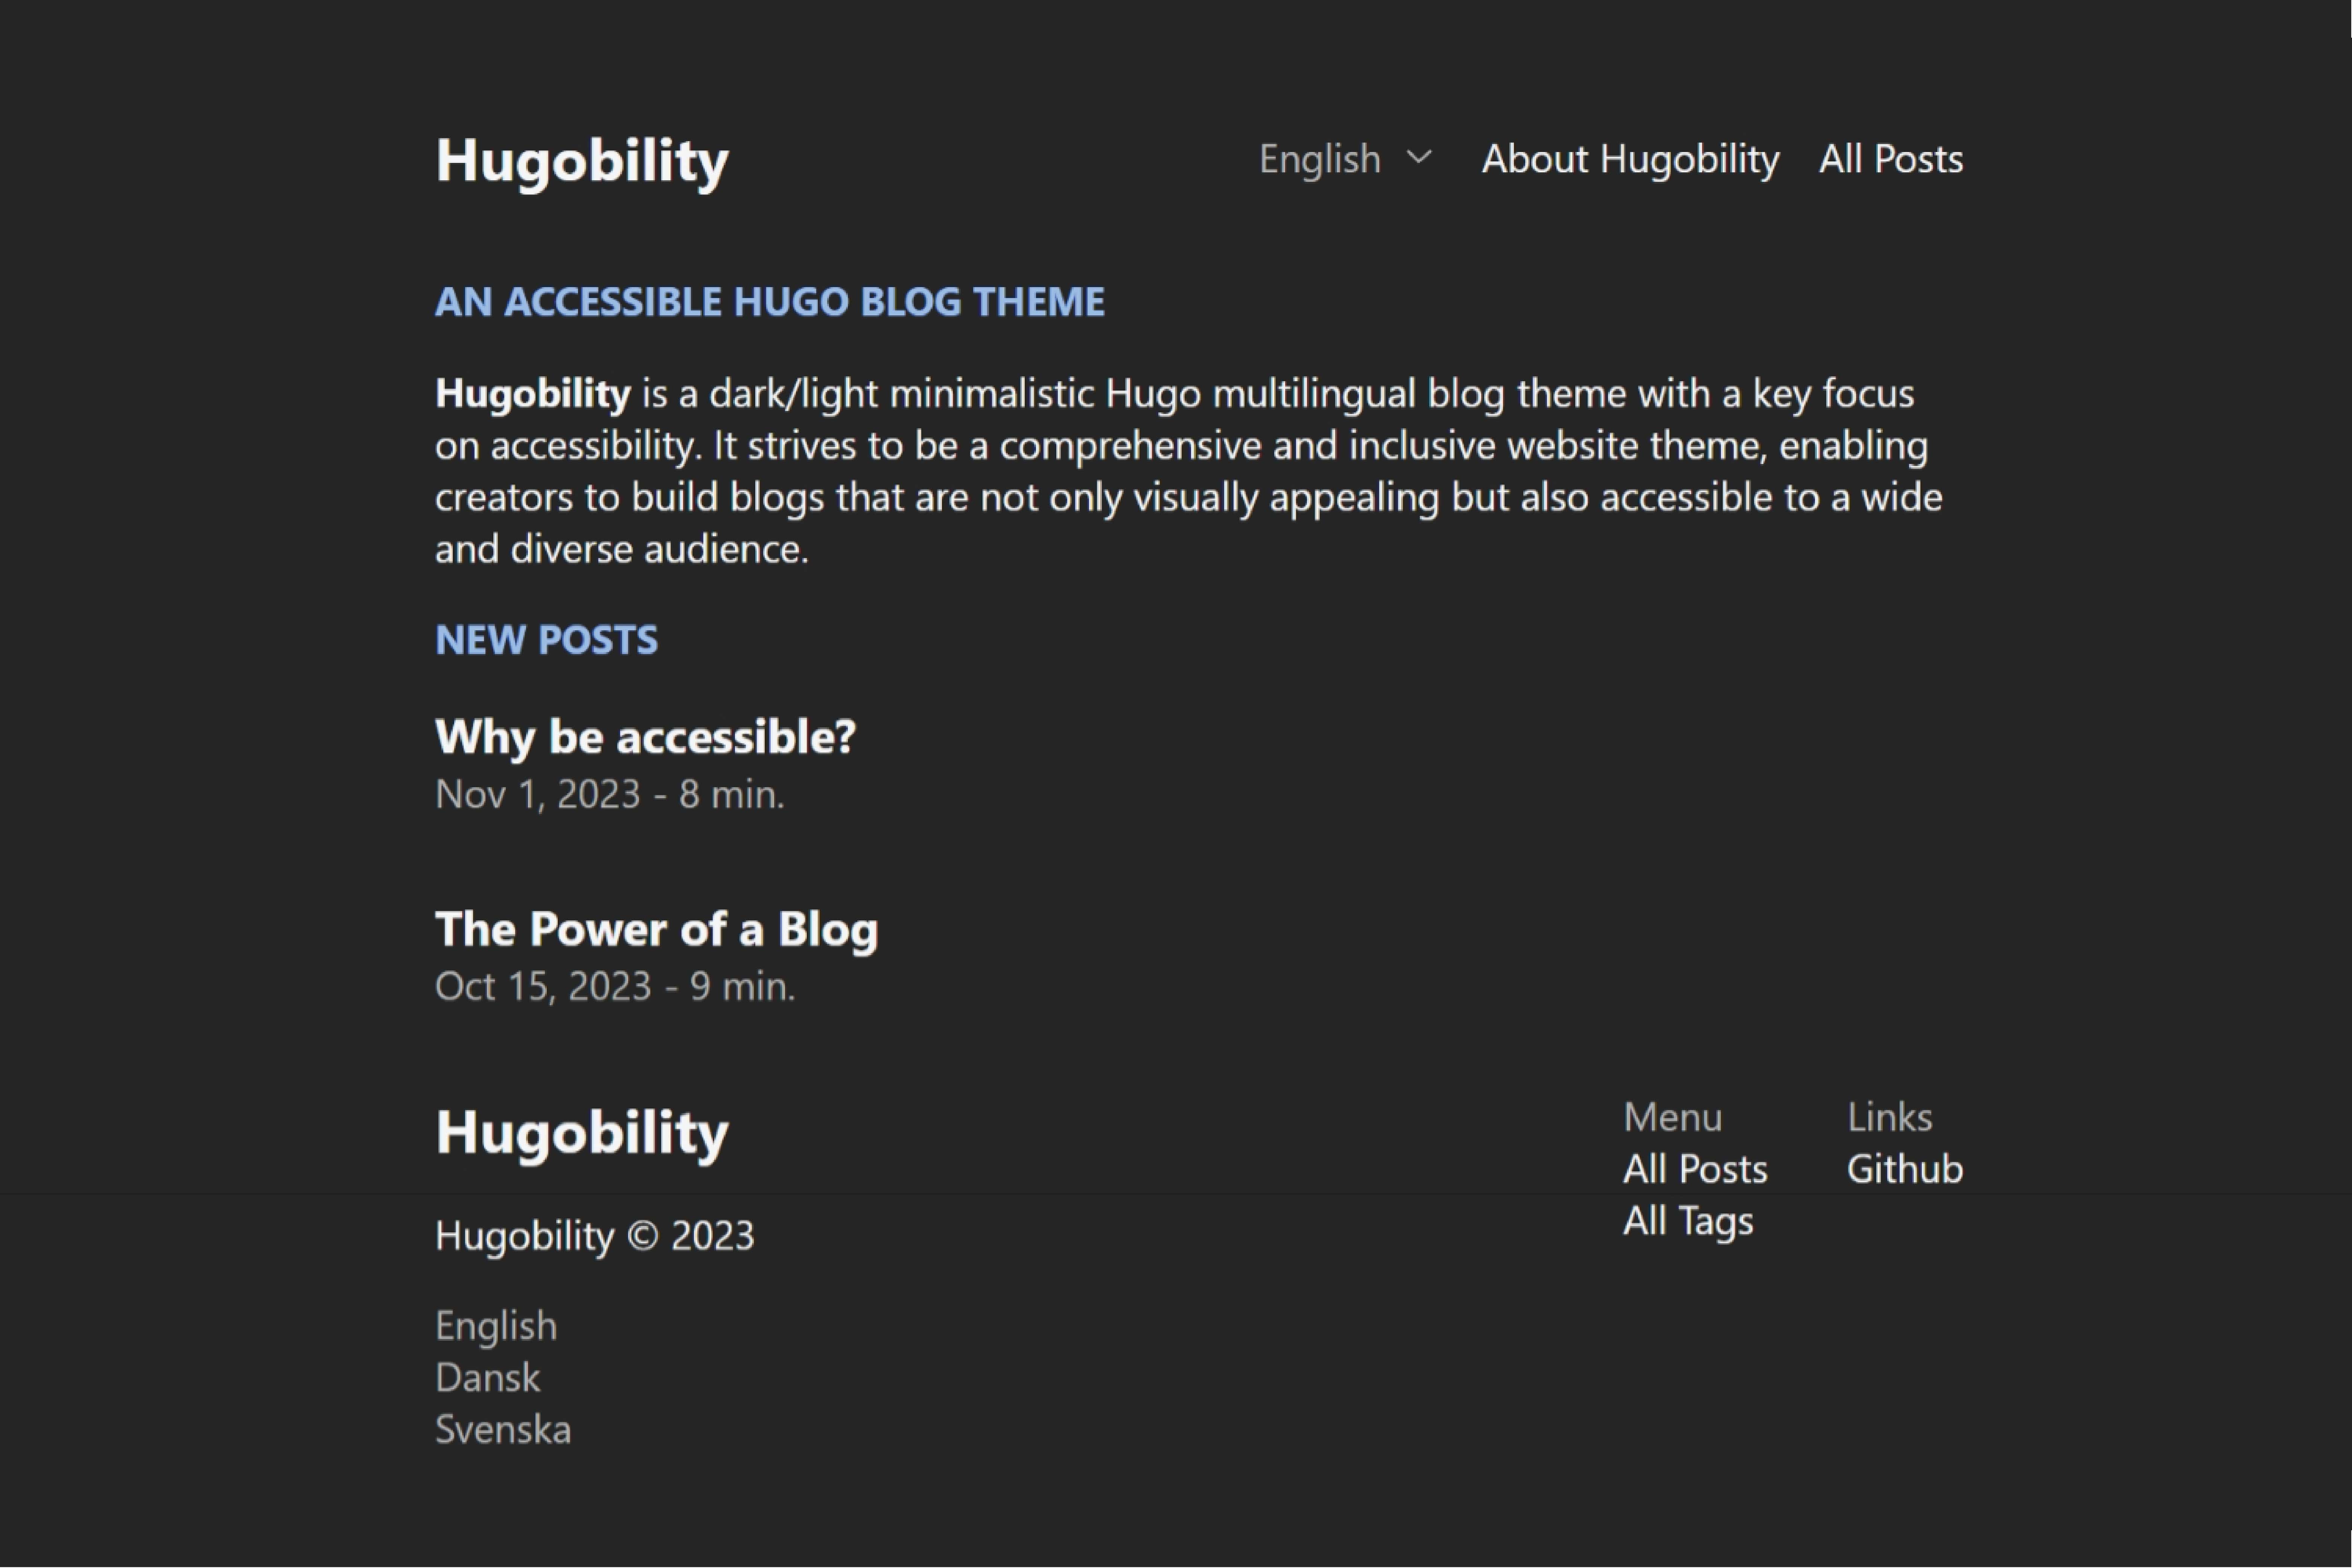 Hugobility
English About Hugobility All Posts
AN ACCESSIBLE HUGO BLOG THEME
Hugobility is a dark/light minimalistic Hugo multilingual blog theme with a key focus
on accessibility. It strives to be a comprehensive and inclusive website theme, enabling
creators to build blogs that are not only visually appealing but also accessible to a wide
and diverse audience.
NEW POSTS
Why be accessible?
Nov 1, 2023 - 8 min.
The Power of a Blog
Oct 15, 2023 - 9 min.
Hugobility
Hugobility © 2023
English
Dansk
Svenska
Menu
All Posts
All Tags
Links
Github